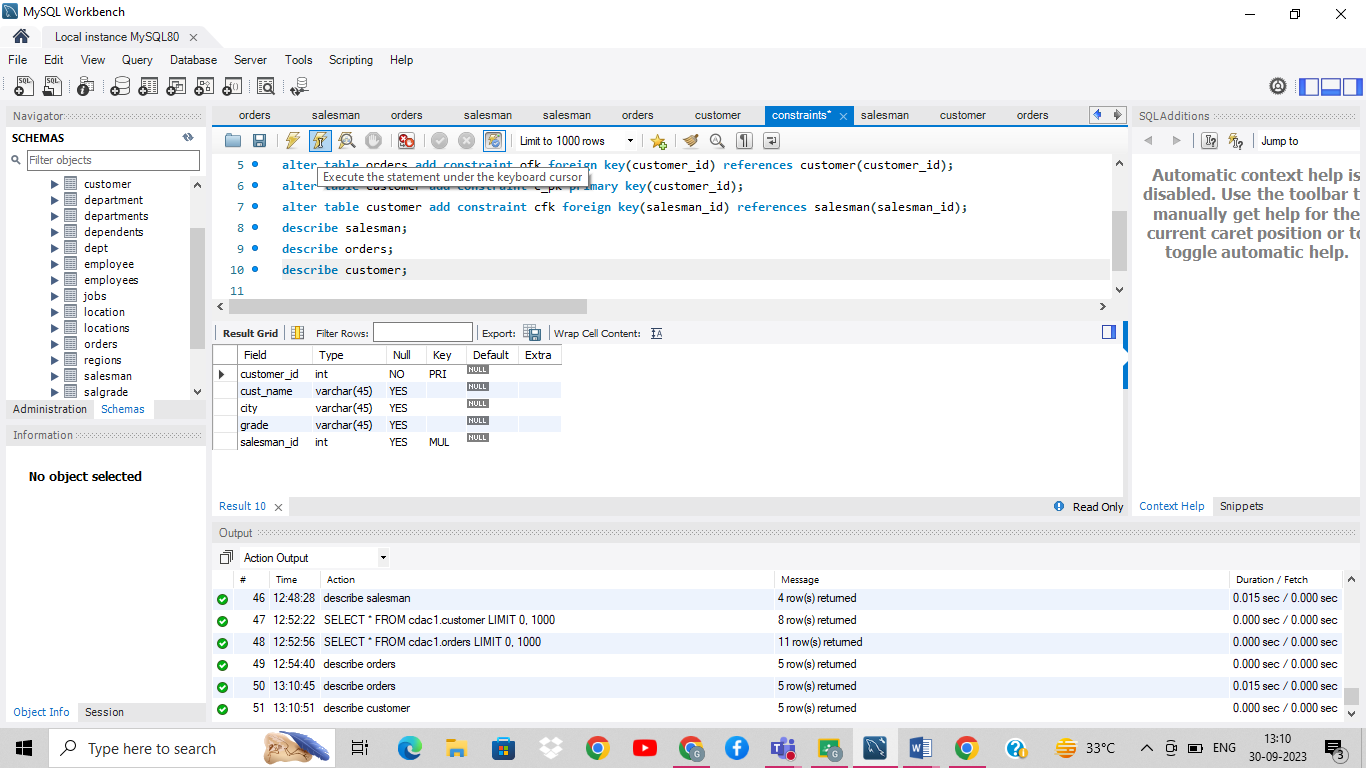 MySQL Workbench
Local instance MySQL80
File Edit View Query Database Server Tools Scripting Help
Navigator
SCHEMAS
Filter objects
customer
department
departments
dependents
dept
employee
employees
jobs
location
locations
orders
regions
salesman
salgrade
Administration Schemas
Information
No object selected
Object Info Session
orders salesman orders salesman salesman orders customer constraints* salesman customer orders
Limit to 1000 rows
5 alter table orders add constraint ofk foreign key(customer_id) references customer(customer_id);
Execute the statement under the keyboard cursor
6 alter table customer add constraint c_pk primary key(customer_id);
7 alter table customer add constraint cfk foreign key(salesman_id) references salesman(salesman_id);
8 describe salesman;
9 describe orders;
10 describe customer;
11
Result Grid Filter Rows: Export: Wrap Cell Content:
Field Type Null Key Default Extra
customer_id int NO PRI NULL
cust_name varchar(45) YES NULL
city varchar(45) YES NULL
grade varchar(45) YES NULL
salesman_id int YES MUL NULL
Result 10 Read Only
SQLAdditions
Jump to
Automatic context help is
disabled. Use the toolbar t
manually get help for the
current caret position or to
toggle automatic help.
Context Help Snippets
Output
Action Output
# Time Action Message Duration / Fetch
46 12:48:28 describe salesman 4 row(s) returned 0.015 sec / 0.000 sec
47 12:52:22 SELECT * FROM cdac1.customer LIMIT 0, 1000 8 row(s) returned 0.000 sec / 0.000 sec
48 12:52:56 SELECT * FROM cdac1.orders LIMIT 0, 1000 11 row(s) returned 0.000 sec / 0.000 sec
49 12:54:40 describe orders 5 row(s) returned 0.000 sec / 0.000 sec
50 13:10:45 describe orders 5 row(s) returned 0.015 sec / 0.000 sec
51 13:10:51 describe customer 5 row(s) returned 0.000 sec / 0.000 sec
Type here to search
33°C
ENG
13:10
30-09-2023
3